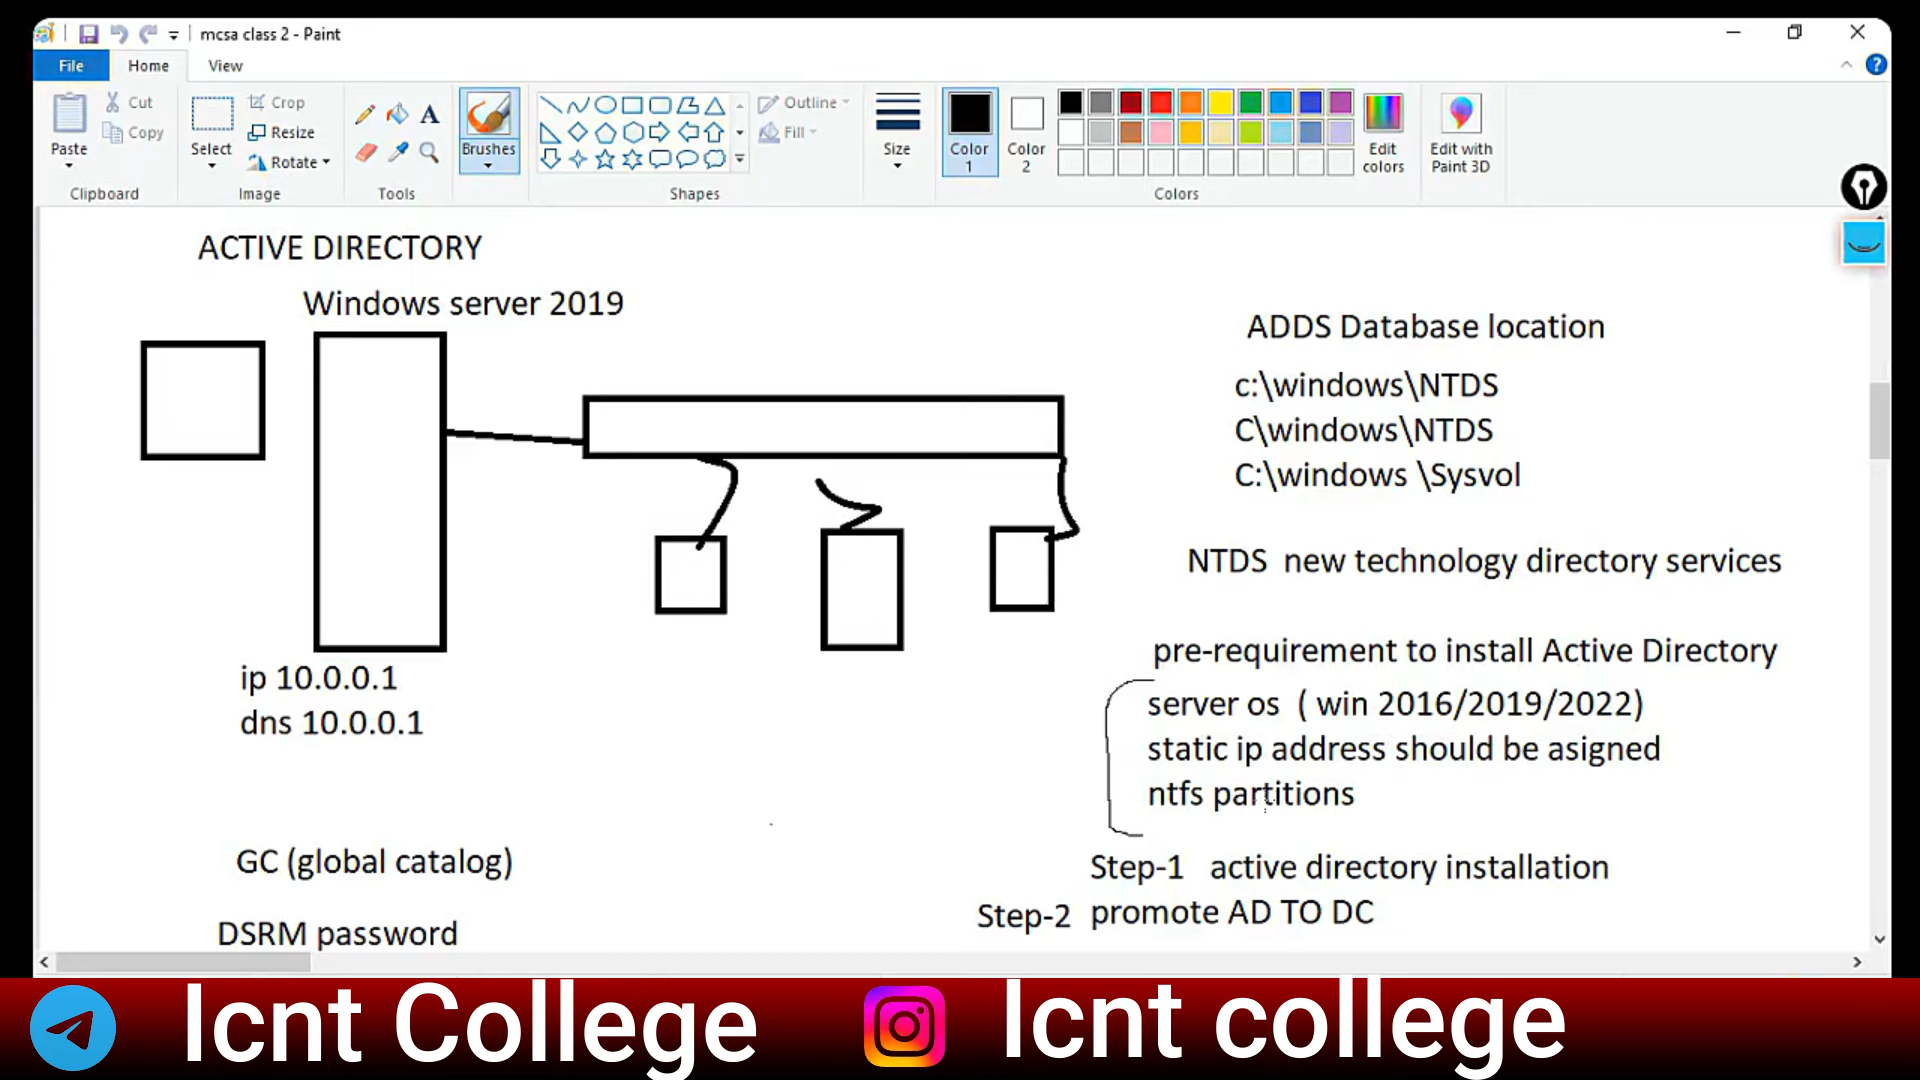 mcsa class 2 - Paint
File
Home
View
Paste
Cut
Copy
Clipboard
Select
Crop
Resize
Rotate
Image
A
Tools
Brushes
Outline
Fill
Shapes
Size
Color 1
Color 2
Edit colors
Edit with Paint 3D
Colors
ACTIVE DIRECTORY
Windows server 2019
ip 10.0.0.1
dns 10.0.0.1
GC (global catalog)
DSRM password
ADDS Database location
c:\windows\NTDS
C\windows\NTDS
C:\windows \Sysvol
NTDS new technology directory services
pre-requirement to install Active Directory
server os ( win 2016/2019/2022)
static ip address should be asigned
ntfs partitions
Step-1 active directory installation
Step-2 promote AD TO DC
Icnt College
Icnt college